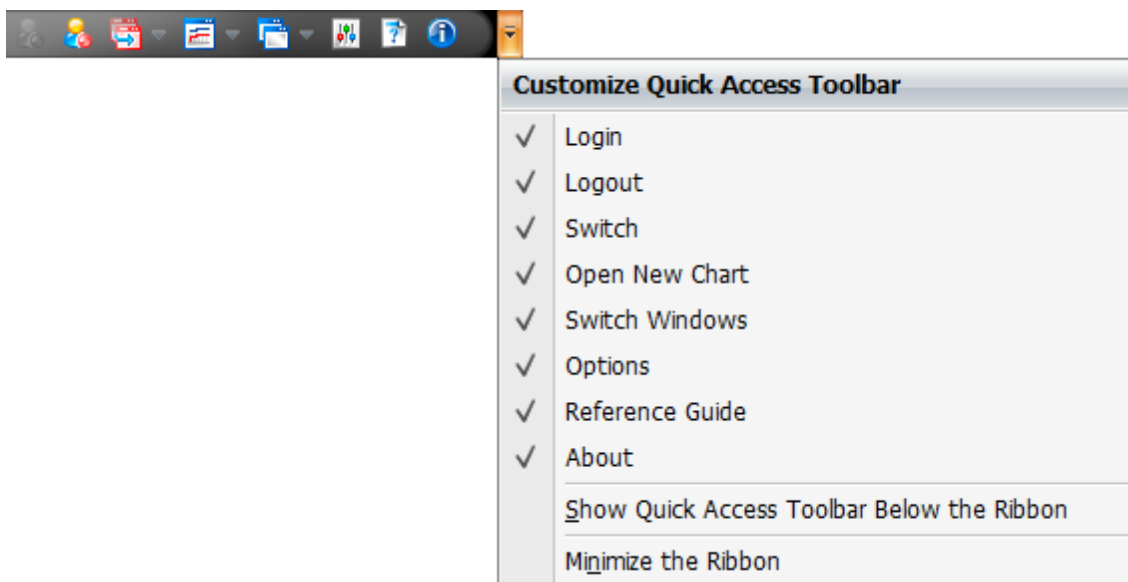 Customize Quick Access Toolbar
Login
Logout
Switch
Open New Chart
Switch Windows
Options
Reference Guide
About
Show Quick Access Toolbar Below the Ribbon
Minimize the Ribbon